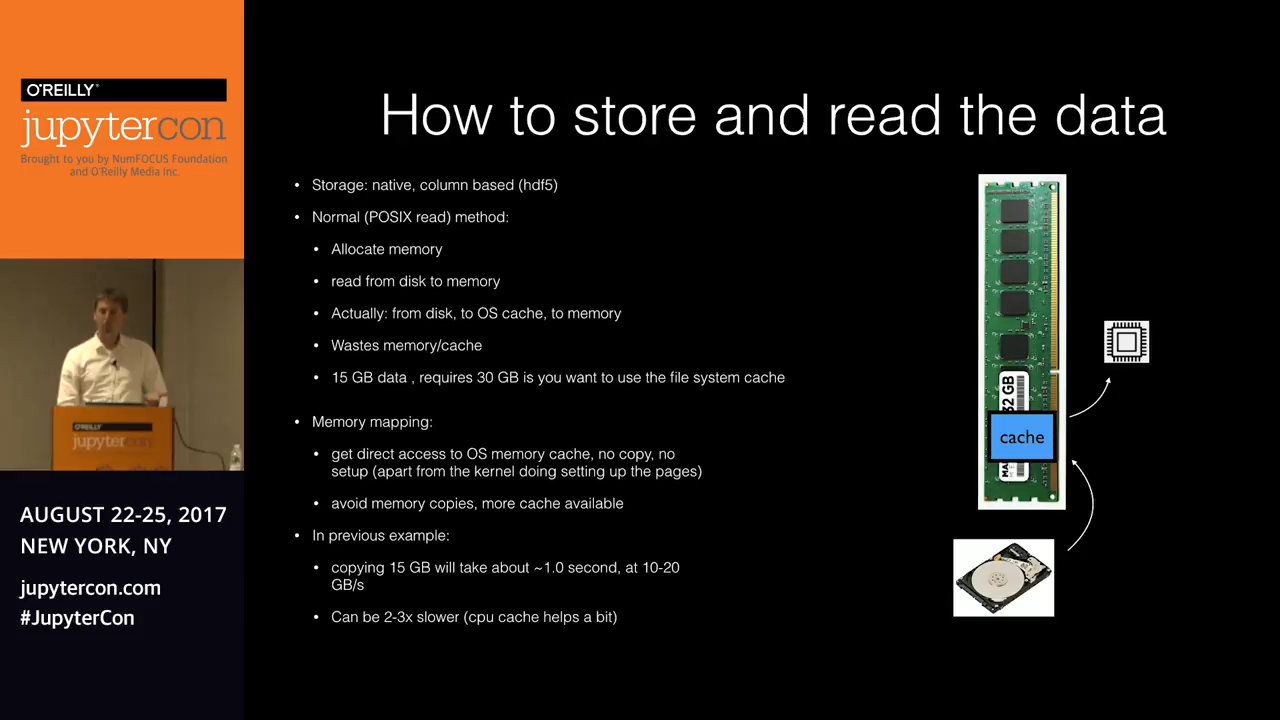 O'REILLY®
jupytercon
Brought to you by NumFOCUS Foundation
and O'Reilly Media Inc.
O'REILLY
jupytercon
AUGUST 22-25, 2017
NEW YORK, NY
jupytercon.com
#JupyterCon
How to store and read the data
• Storage: native, column based (hdf5)
• Normal (POSIX read) method:
• Allocate memory
• read from disk to memory
• Actually: from disk, to OS cache, to memory
• Wastes memory/cache
• 15 GB data , requires 30 GB is you want to use the file system cache
• Memory mapping:
• get direct access to OS memory cache, no copy, no
setup (apart from the kernel doing setting up the pages)
• avoid memory copies, more cache available
• In previous example:
• copying 15 GB will take about ~1.0 second, at 10-20
GB/s
• Can be 2-3x slower (cpu cache helps a bit)
32 GB
cache